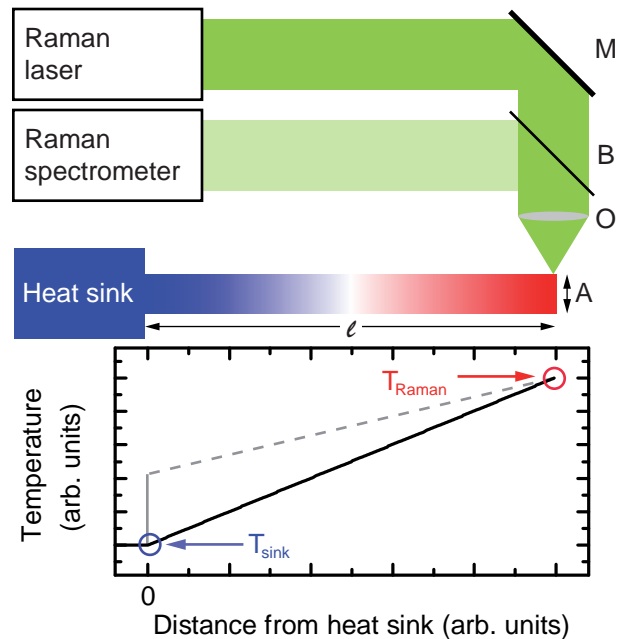 Raman
laser
M
Raman
spectrometer
B
O
Heat sink
A
ℓ
Temperature
(arb. units)
T_Raman
T_sink
0
Distance from heat sink (arb. units)